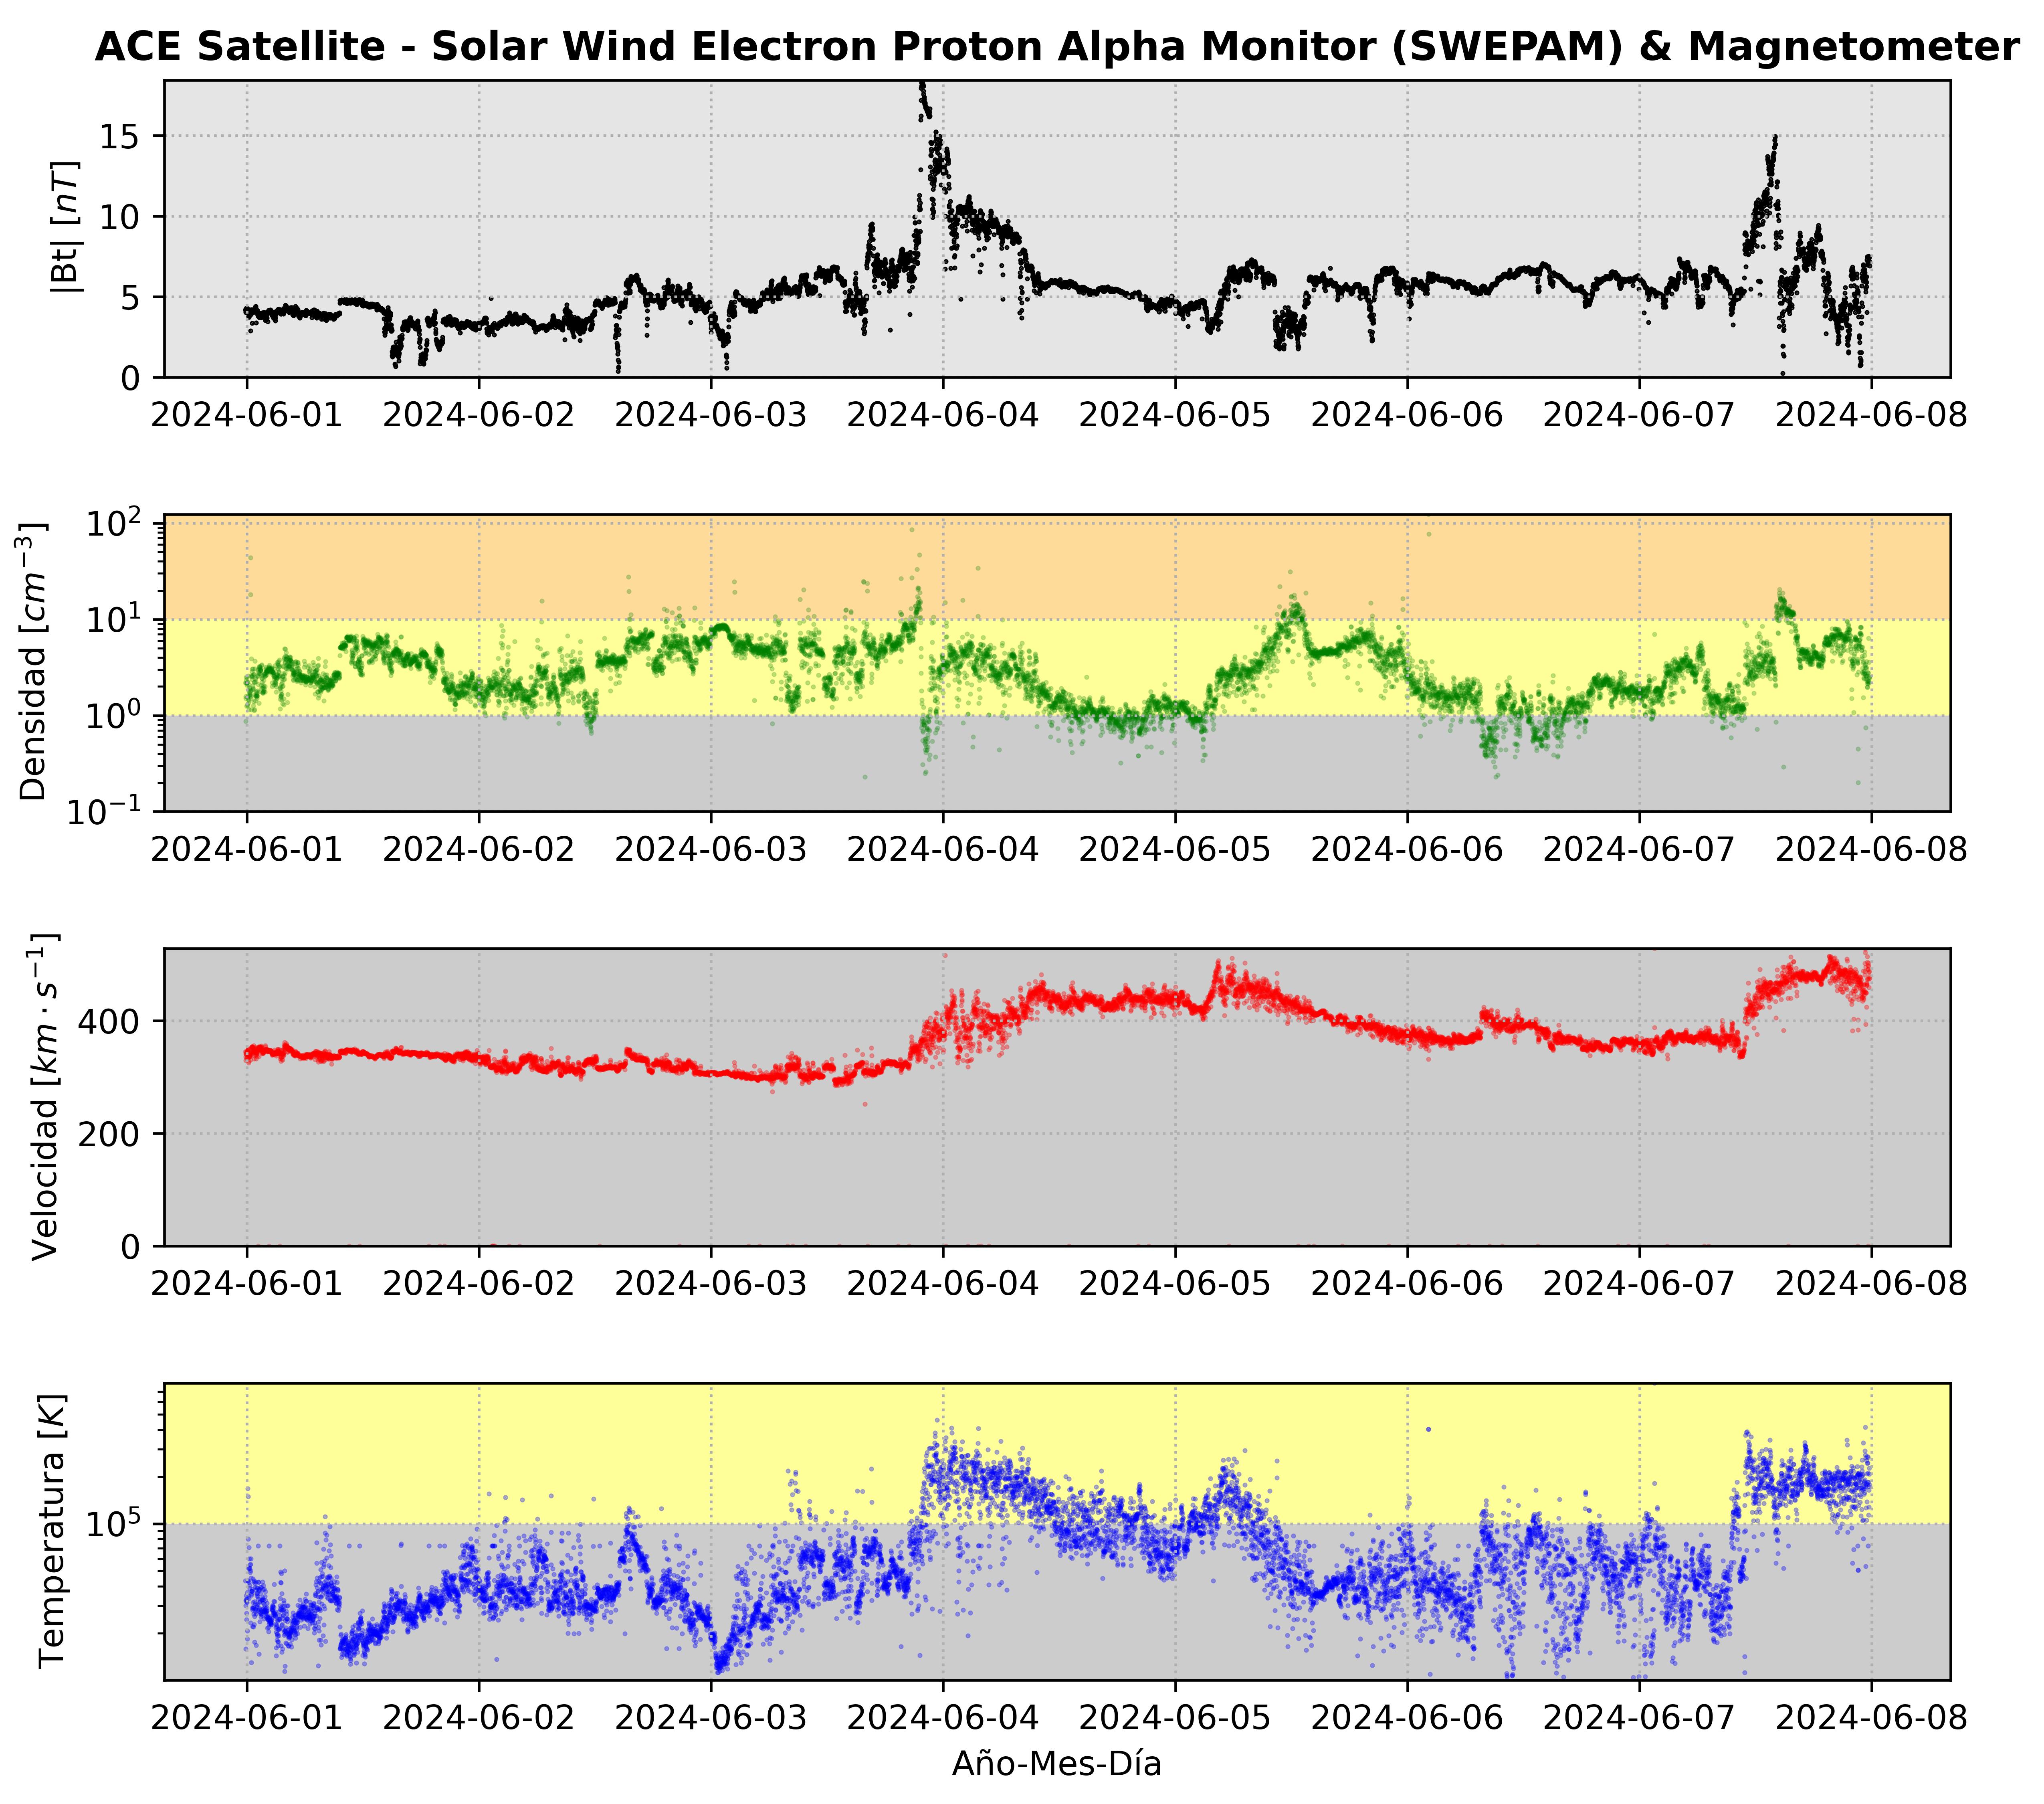 ACE Satellite - Solar Wind Electron Proton Alpha Monitor (SWEPAM) & Magnetometer
|Bt| [nT]
15
10
5
0
2024-06-01 2024-06-02 2024-06-03 2024-06-04 2024-06-05 2024-06-06 2024-06-07 2024-06-08
Densidad [cm⁻³]
10²
10¹
10⁰
10⁻¹
2024-06-01 2024-06-02 2024-06-03 2024-06-04 2024-06-05 2024-06-06 2024-06-07 2024-06-08
Velocidad [km · s⁻¹]
400
200
0
2024-06-01 2024-06-02 2024-06-03 2024-06-04 2024-06-05 2024-06-06 2024-06-07 2024-06-08
Temperatura [K]
10⁵
2024-06-01 2024-06-02 2024-06-03 2024-06-04 2024-06-05 2024-06-06 2024-06-07 2024-06-08
Año-Mes-Día